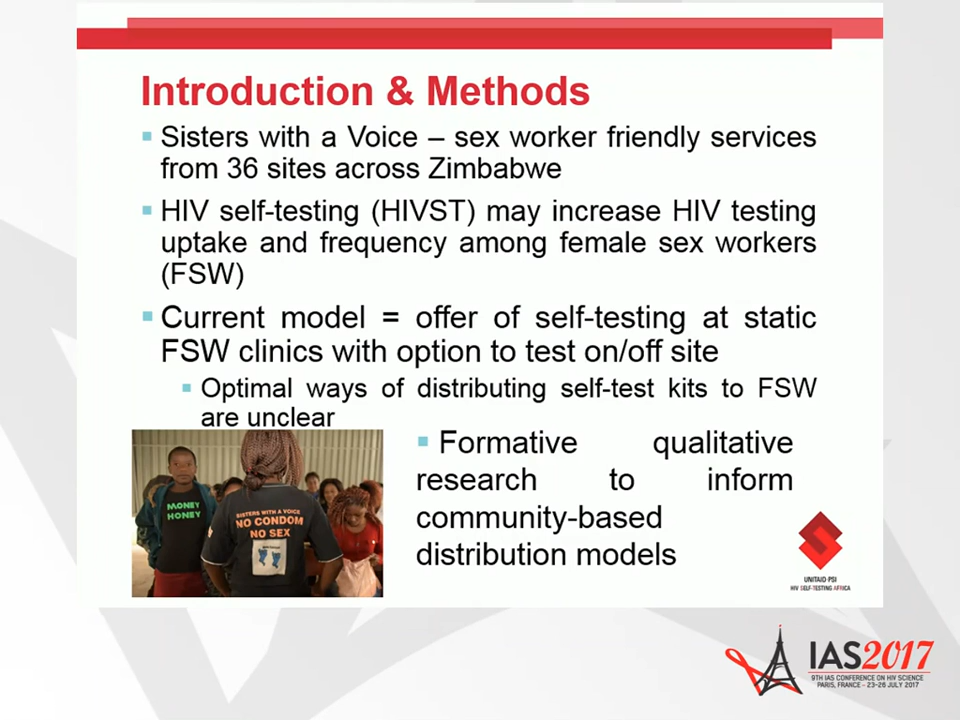 Introduction & Methods
Sisters with a Voice – sex worker friendly services
from 36 sites across Zimbabwe
HIV self-testing (HIVST) may increase HIV testing
uptake and frequency among female sex workers
(FSW)
Current model = offer of self-testing at static
FSW clinics with option to test on/off site
Optimal ways of distributing self-test kits to FSW
are unclear
MONEY
HONEY
SISTERS WITH A VOICE
NO CONDOM
NO SEX
Formative qualitative
research to inform
community-based
distribution models
UNITAID PSI
HIV SELF-TESTING AFRICA
IAS2017
9TH IAS CONFERENCE ON HIV SCIENCE
PARIS, FRANCE - 23-26 JULY 2017